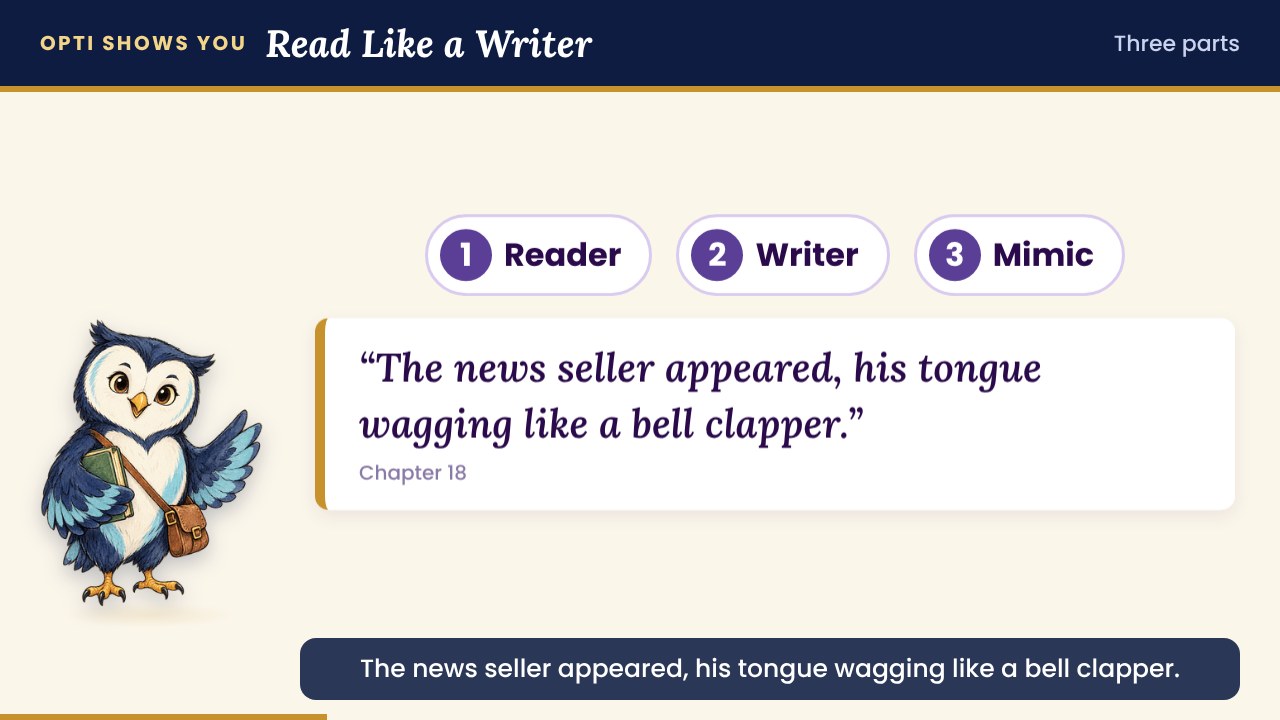 OPTI SHOWS YOU Read Like a Writer Three parts
1 Reader 2 Writer 3 Mimic
“The news seller appeared, his tongue
wagging like a bell clapper.”
Chapter 18
The news seller appeared, his tongue wagging like a bell clapper.